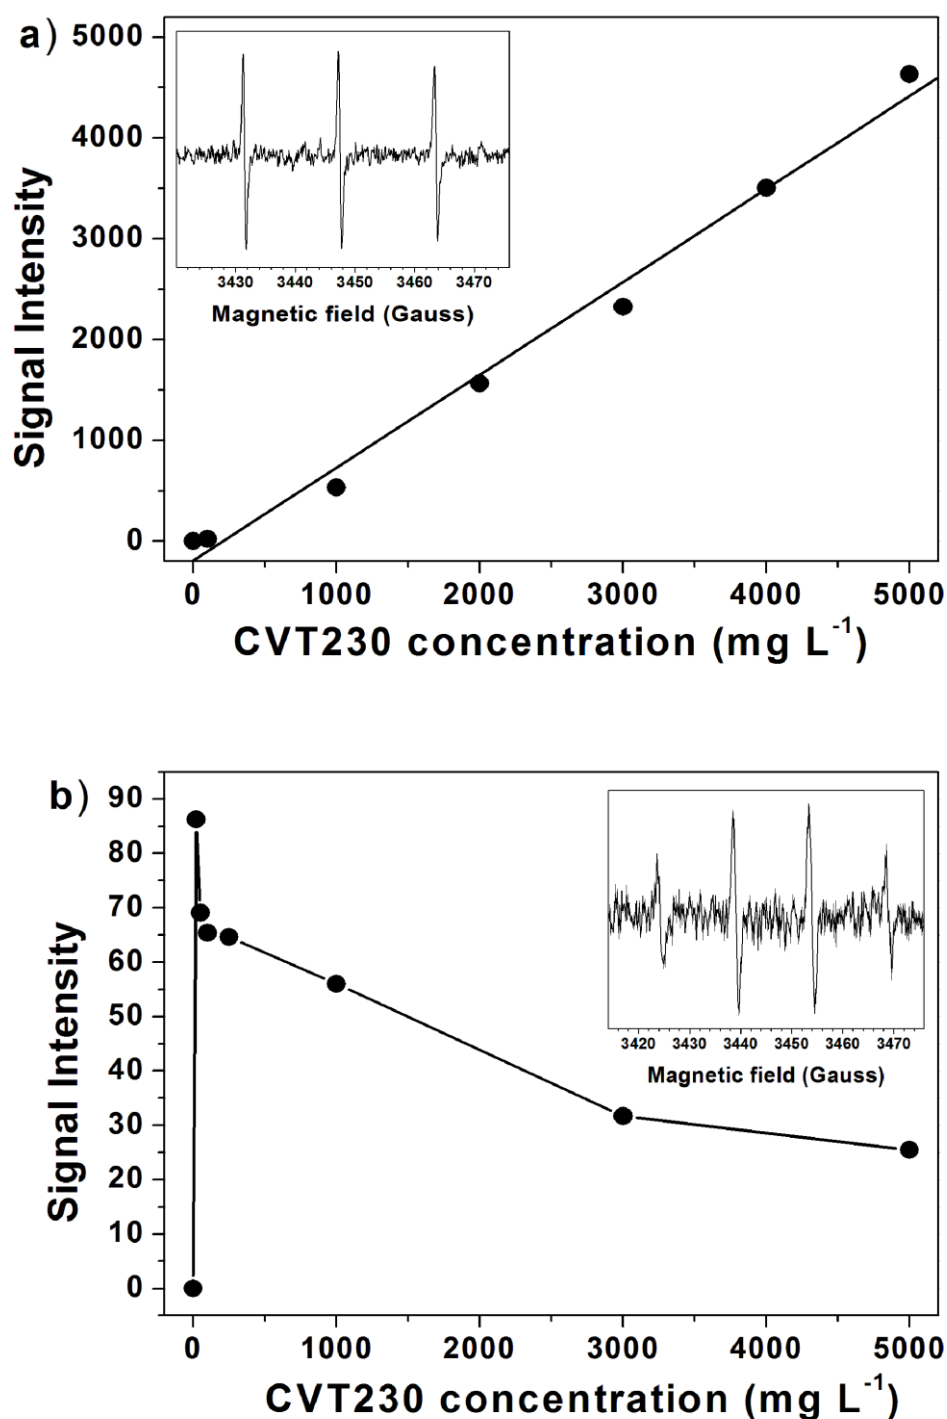 a)
Signal Intensity
5000
4000
3000
2000
1000
0
3430 3440 3450 3460 3470
Magnetic field (Gauss)
0 1000 2000 3000 4000 5000
CVT230 concentration (mg L⁻¹)
b)
Signal Intensity
90
80
70
60
50
40
30
20
10
0
3420 3430 3440 3450 3460 3470
Magnetic field (Gauss)
0 1000 2000 3000 4000 5000
CVT230 concentration (mg L⁻¹)